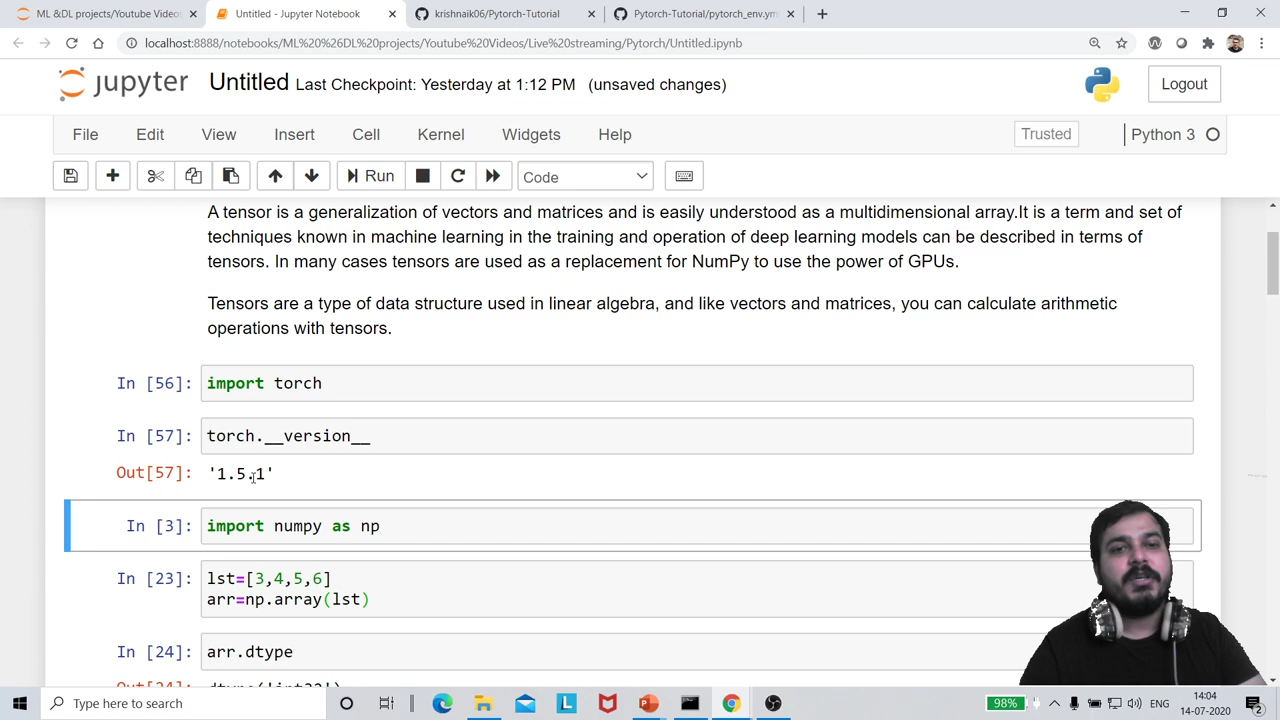 ML &DL projects/Youtube Videos
Untitled - Jupyter Notebook
krishnaik06/Pytorch-Tutorial
Pytorch-Tutorial/pytorch_env.yml
localhost:8888/notebooks/ML%20%26DL%20projects/Youtube%20Videos/Live%20streaming/Pytorch/Untitled.ipynb
jupyter Untitled Last Checkpoint: Yesterday at 1:12 PM (unsaved changes)
Logout
File Edit View Insert Cell Kernel Widgets Help
Trusted
Python 3
Run
Code
A tensor is a generalization of vectors and matrices and is easily understood as a multidimensional array.It is a term and set of
techniques known in machine learning in the training and operation of deep learning models can be described in terms of
tensors. In many cases tensors are used as a replacement for NumPy to use the power of GPUs.
Tensors are a type of data structure used in linear algebra, and like vectors and matrices, you can calculate arithmetic
operations with tensors.
In [56]: import torch
In [57]: torch.__version__
Out[57]: '1.5.1'
In [3]: import numpy as np
In [23]: lst=[3,4,5,6]
arr=np.array(lst)
In [24]: arr.dtype
Out[24]: dtype('int32')
Type here to search
98%
ENG
14:04
14-07-2020
2